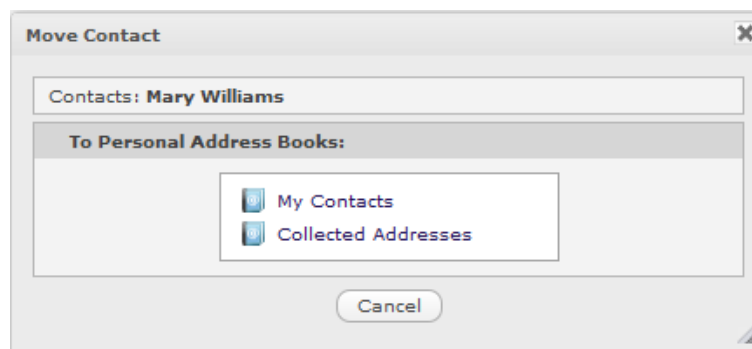 Move Contact
Contacts: Mary Williams
To Personal Address Books:
My Contacts
Collected Addresses
Cancel